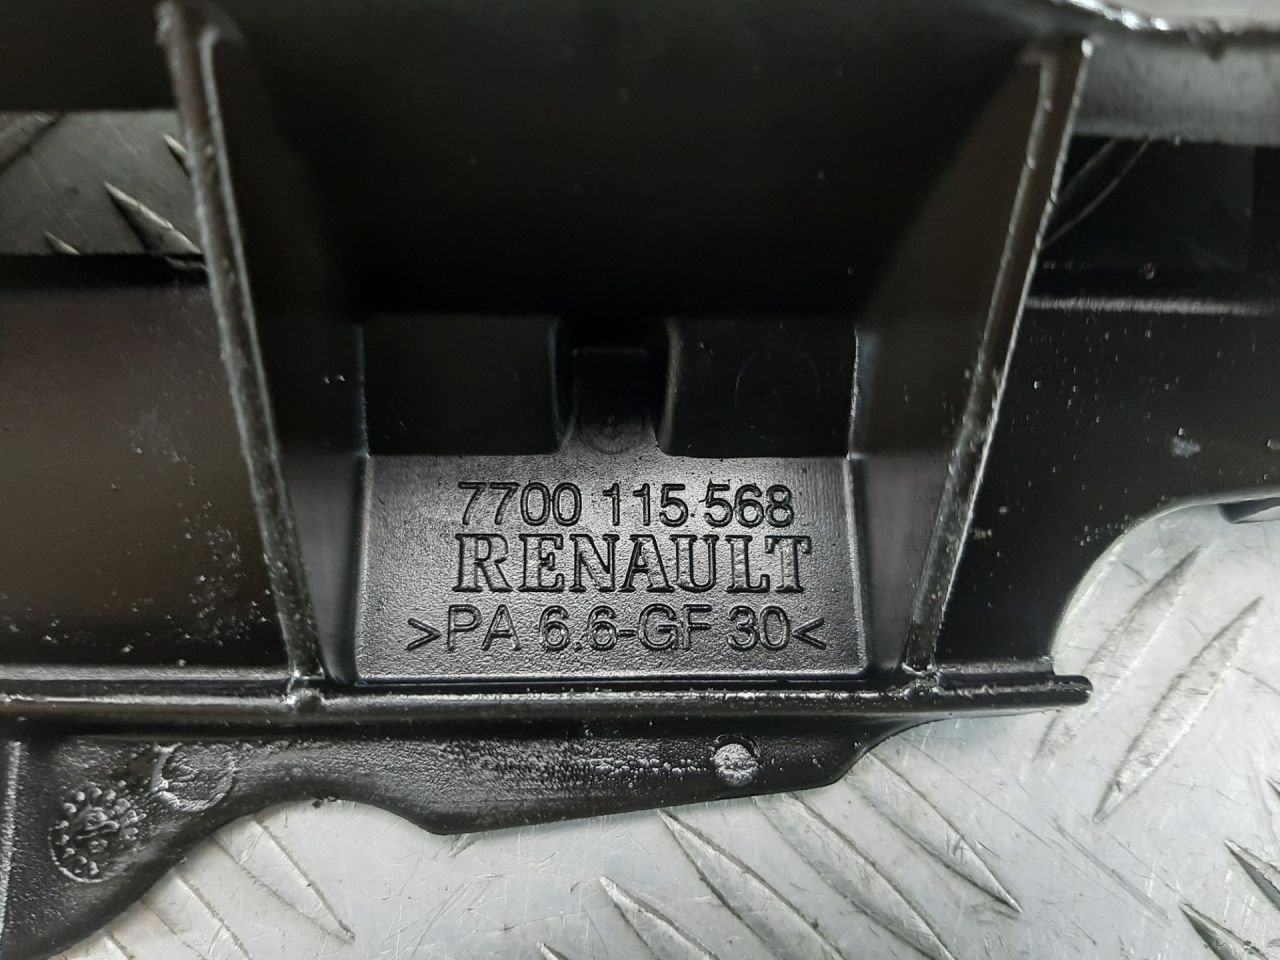 7700 115 568
RENAULT
>PA 6.6-GF 30<